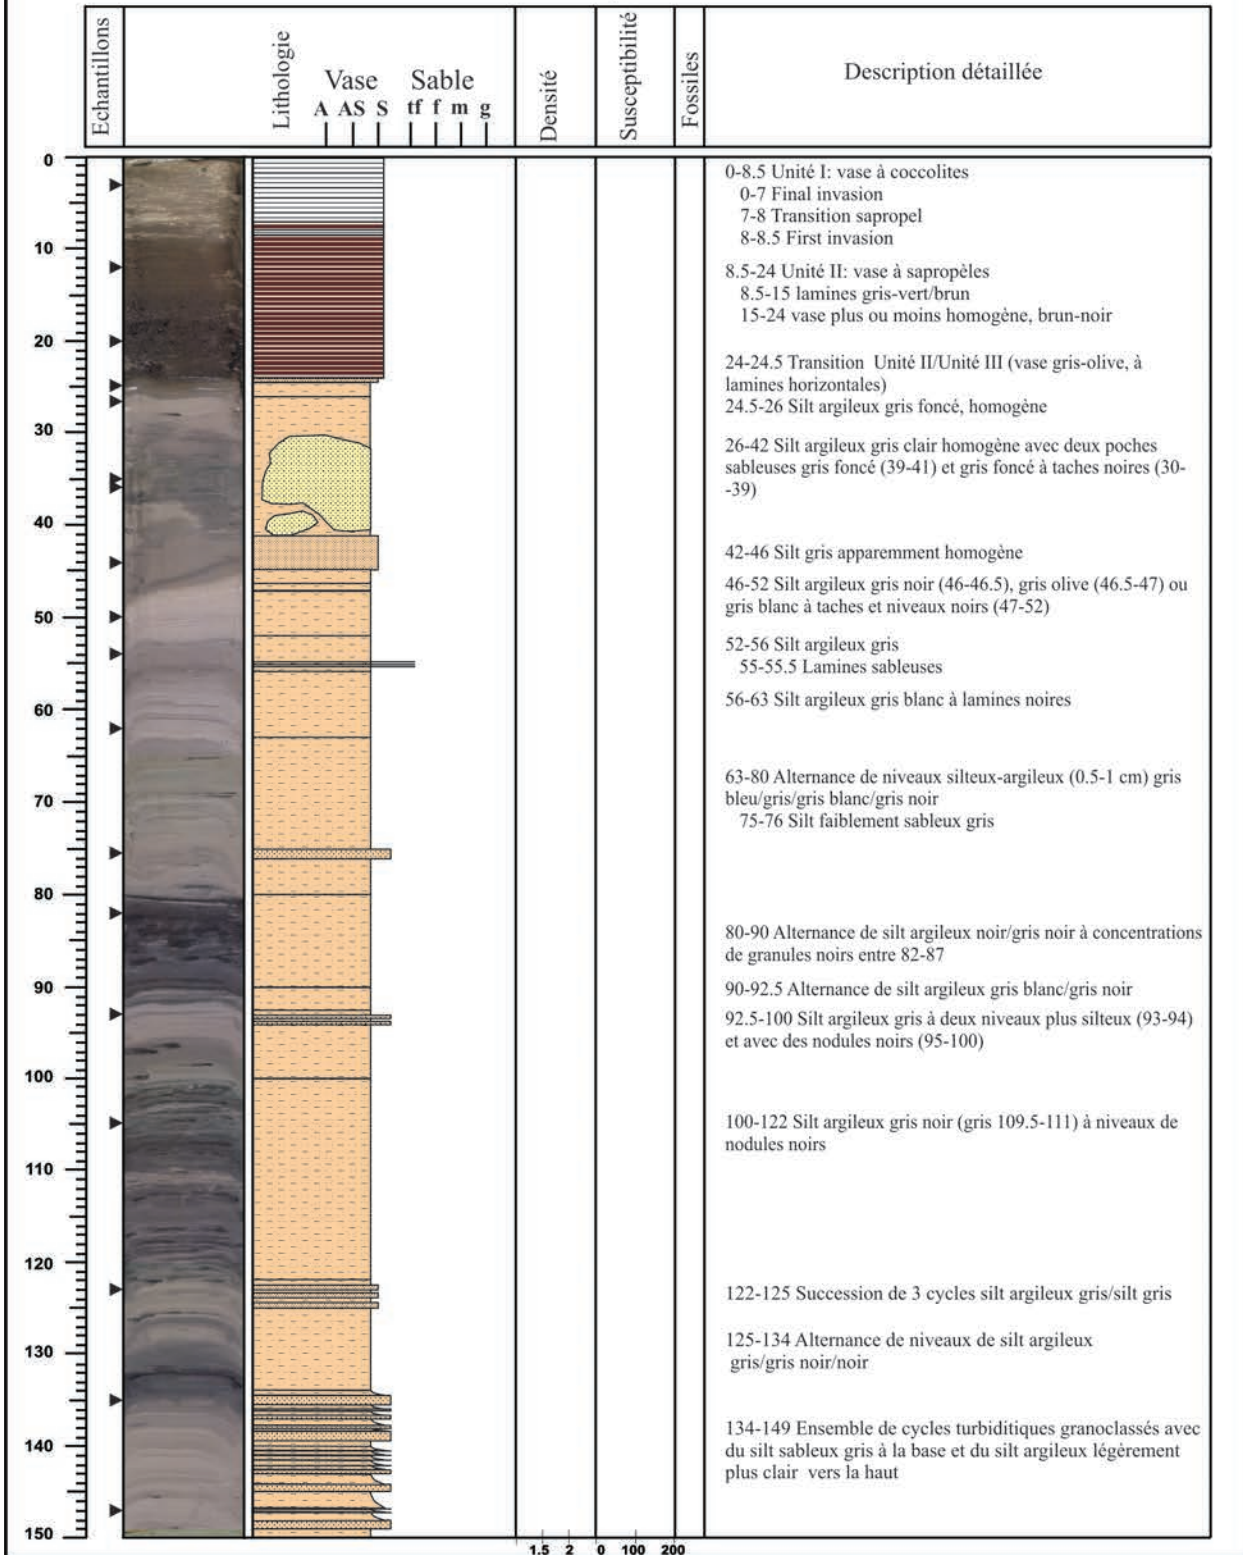 Echantillons
Lithologie
Vase Sable
A AS S tf f m g
Densité
Susceptibilité
Fossiles
Description détaillée
0
10
20
30
40
50
60
70
80
90
100
110
120
130
140
150
0-8.5 Unité I: vase à coccolites
0-7 Final invasion
7-8 Transition sapropel
8-8.5 First invasion
8.5-24 Unité II: vase à sapropèles
8.5-15 lamines gris-vert/brun
15-24 vase plus ou moins homogène, brun-noir
24-24.5 Transition Unité II/Unité III (vase gris-olive, à
lamines horizontales)
24.5-26 Silt argileux gris foncé, homogène
26-42 Silt argileux gris clair homogène avec deux poches
sableuses gris foncé (39-41) et gris foncé à taches noires (30-
-39)
42-46 Silt gris apparemment homogène
46-52 Silt argileux gris noir (46-46.5), gris olive (46.5-47) ou
gris blanc à taches et niveaux noirs (47-52)
52-56 Silt argileux gris
55-55.5 Lamines sableuses
56-63 Silt argileux gris blanc à lamines noires
63-80 Alternance de niveaux silteux-argileux (0.5-1 cm) gris
bleu/gris/gris blanc/gris noir
75-76 Silt faiblement sableux gris
80-90 Alternance de silt argileux noir/gris noir à concentrations
de granules noirs entre 82-87
90-92.5 Alternance de silt argileux gris blanc/gris noir
92.5-100 Silt argileux gris à deux niveaux plus silteux (93-94)
et avec des nodules noirs (95-100)
100-122 Silt argileux gris noir (gris 109.5-111) à niveaux de
nodules noirs
122-125 Succession de 3 cycles silt argileux gris/silt gris
125-134 Alternance de niveaux de silt argileux
gris/gris noir/noir
134-149 Ensemble de cycles turbiditiques granoclassés avec
du silt sableux gris à la base et du silt argileux légèrement
plus clair vers la haut
1.5 2 0 100 200